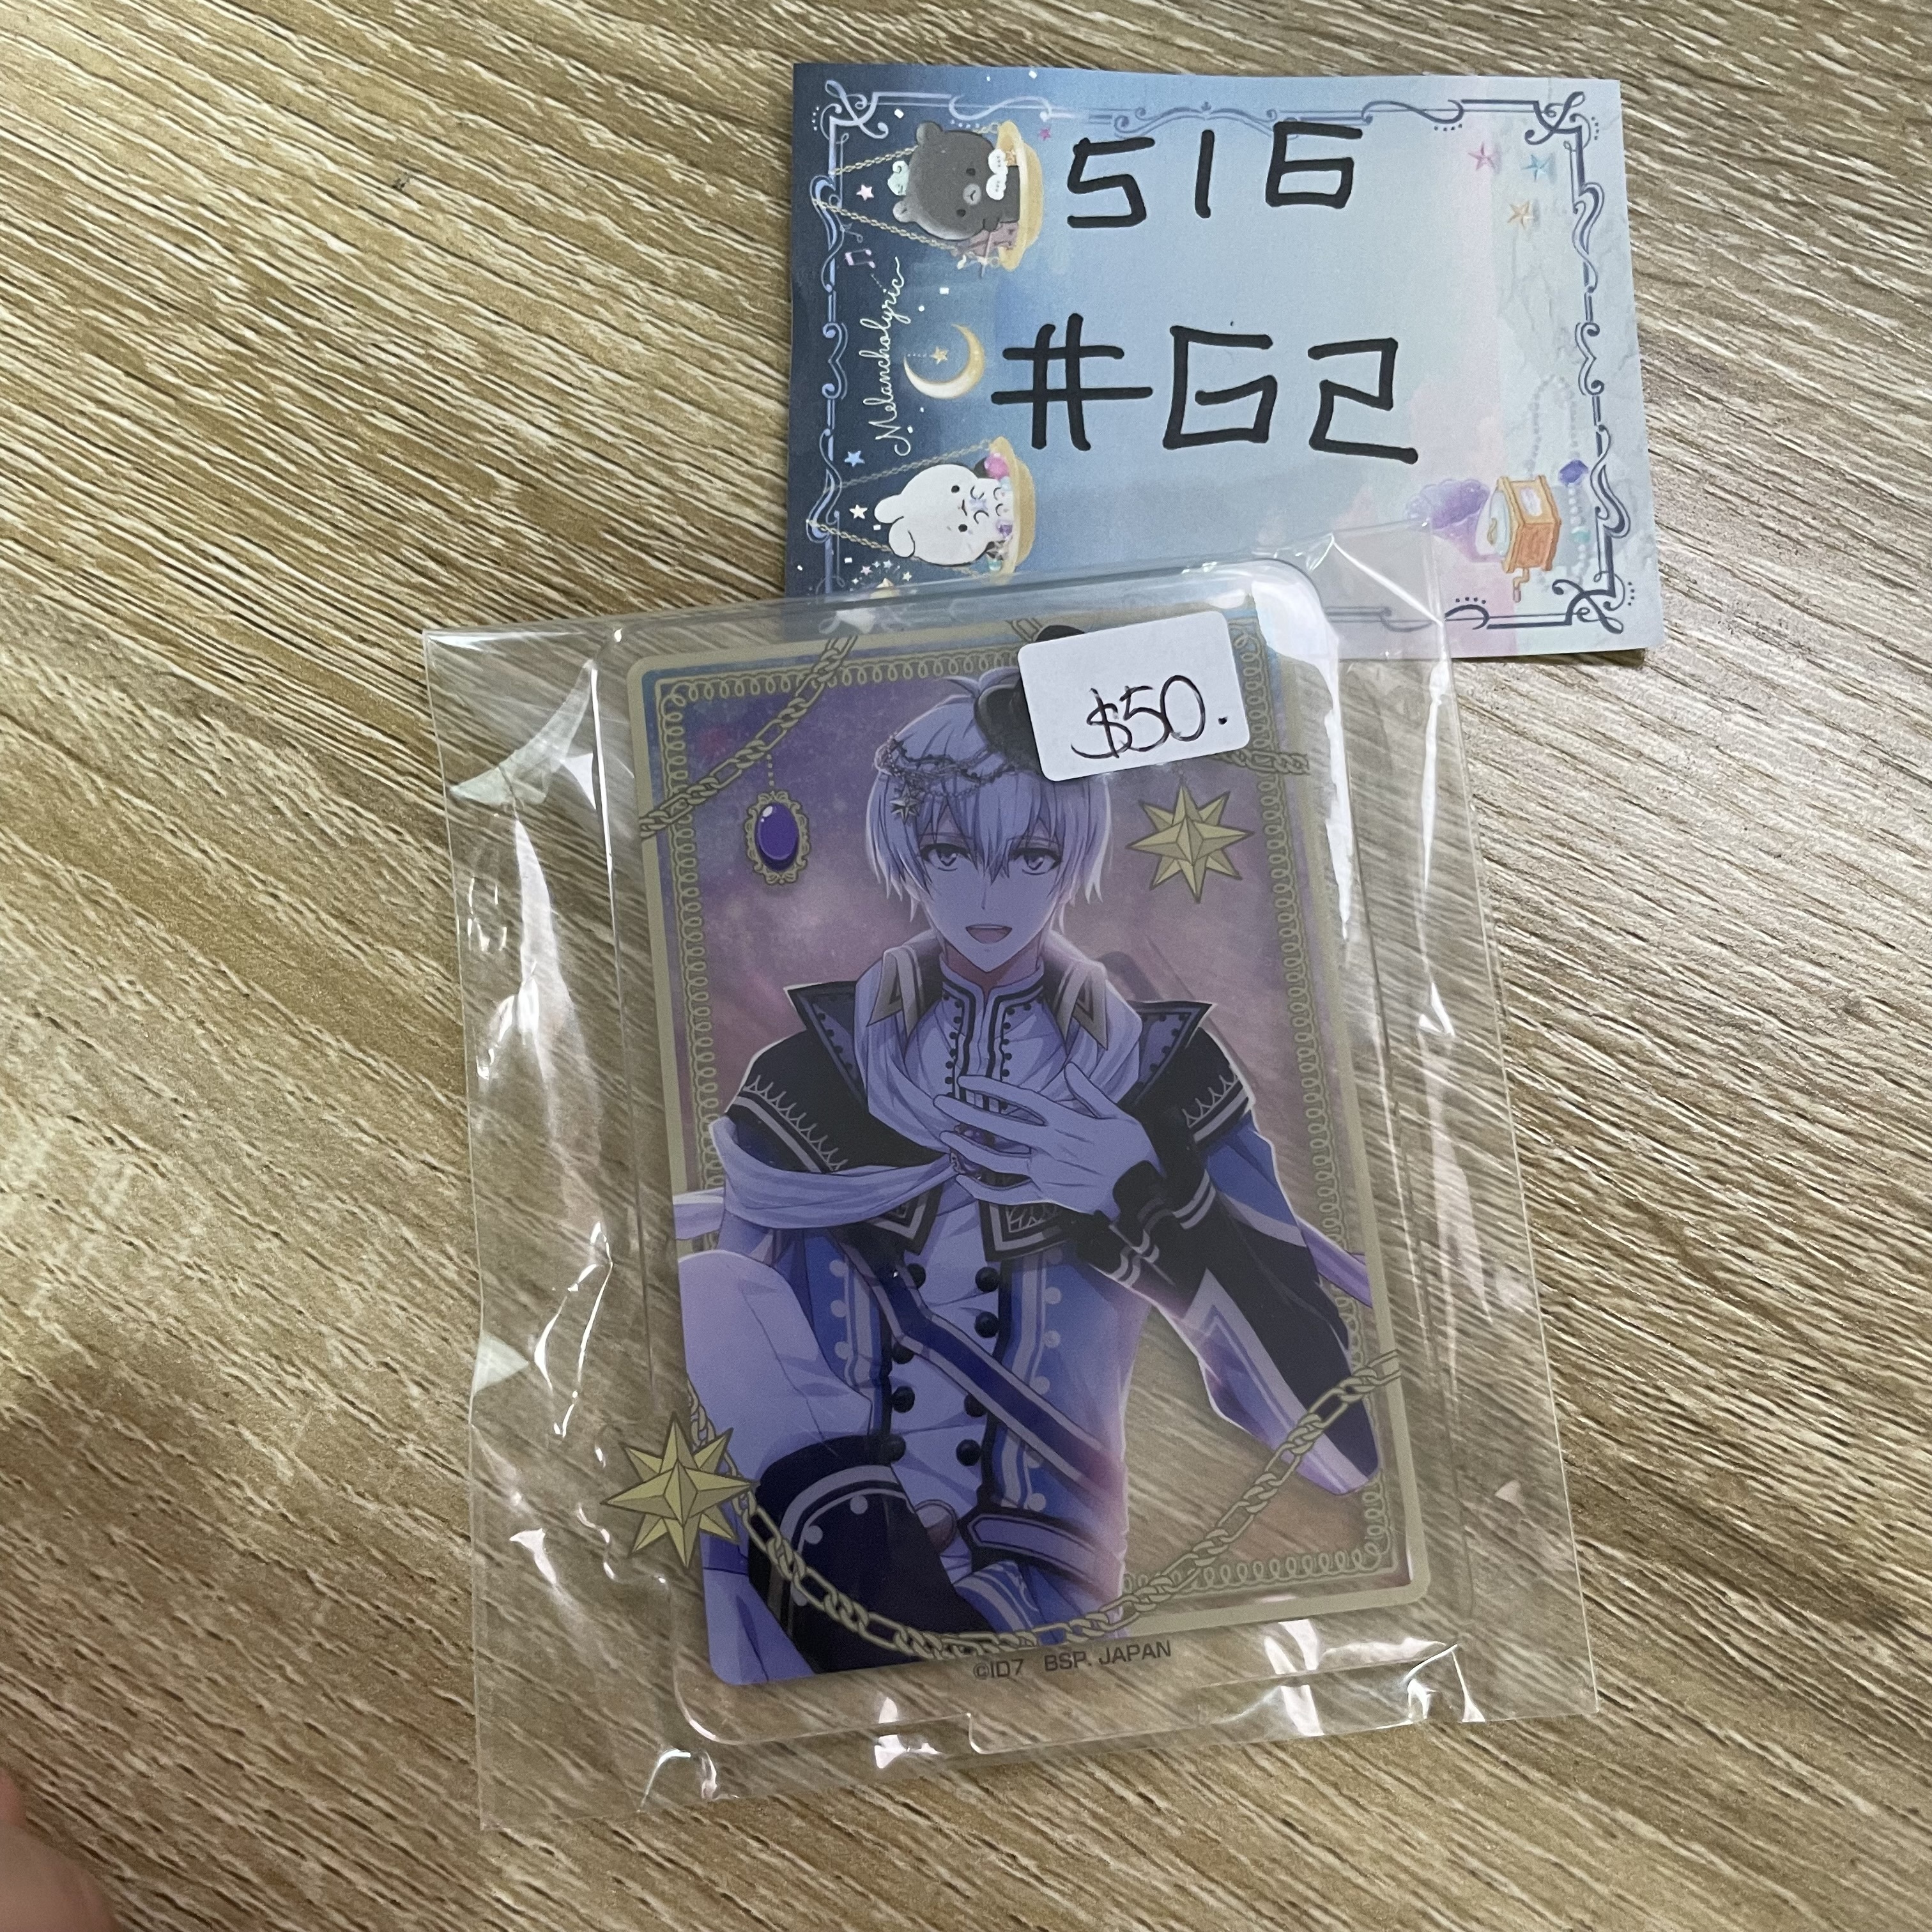 516
#62
Melancholyric
$50.
©ID7 BSP. JAPAN